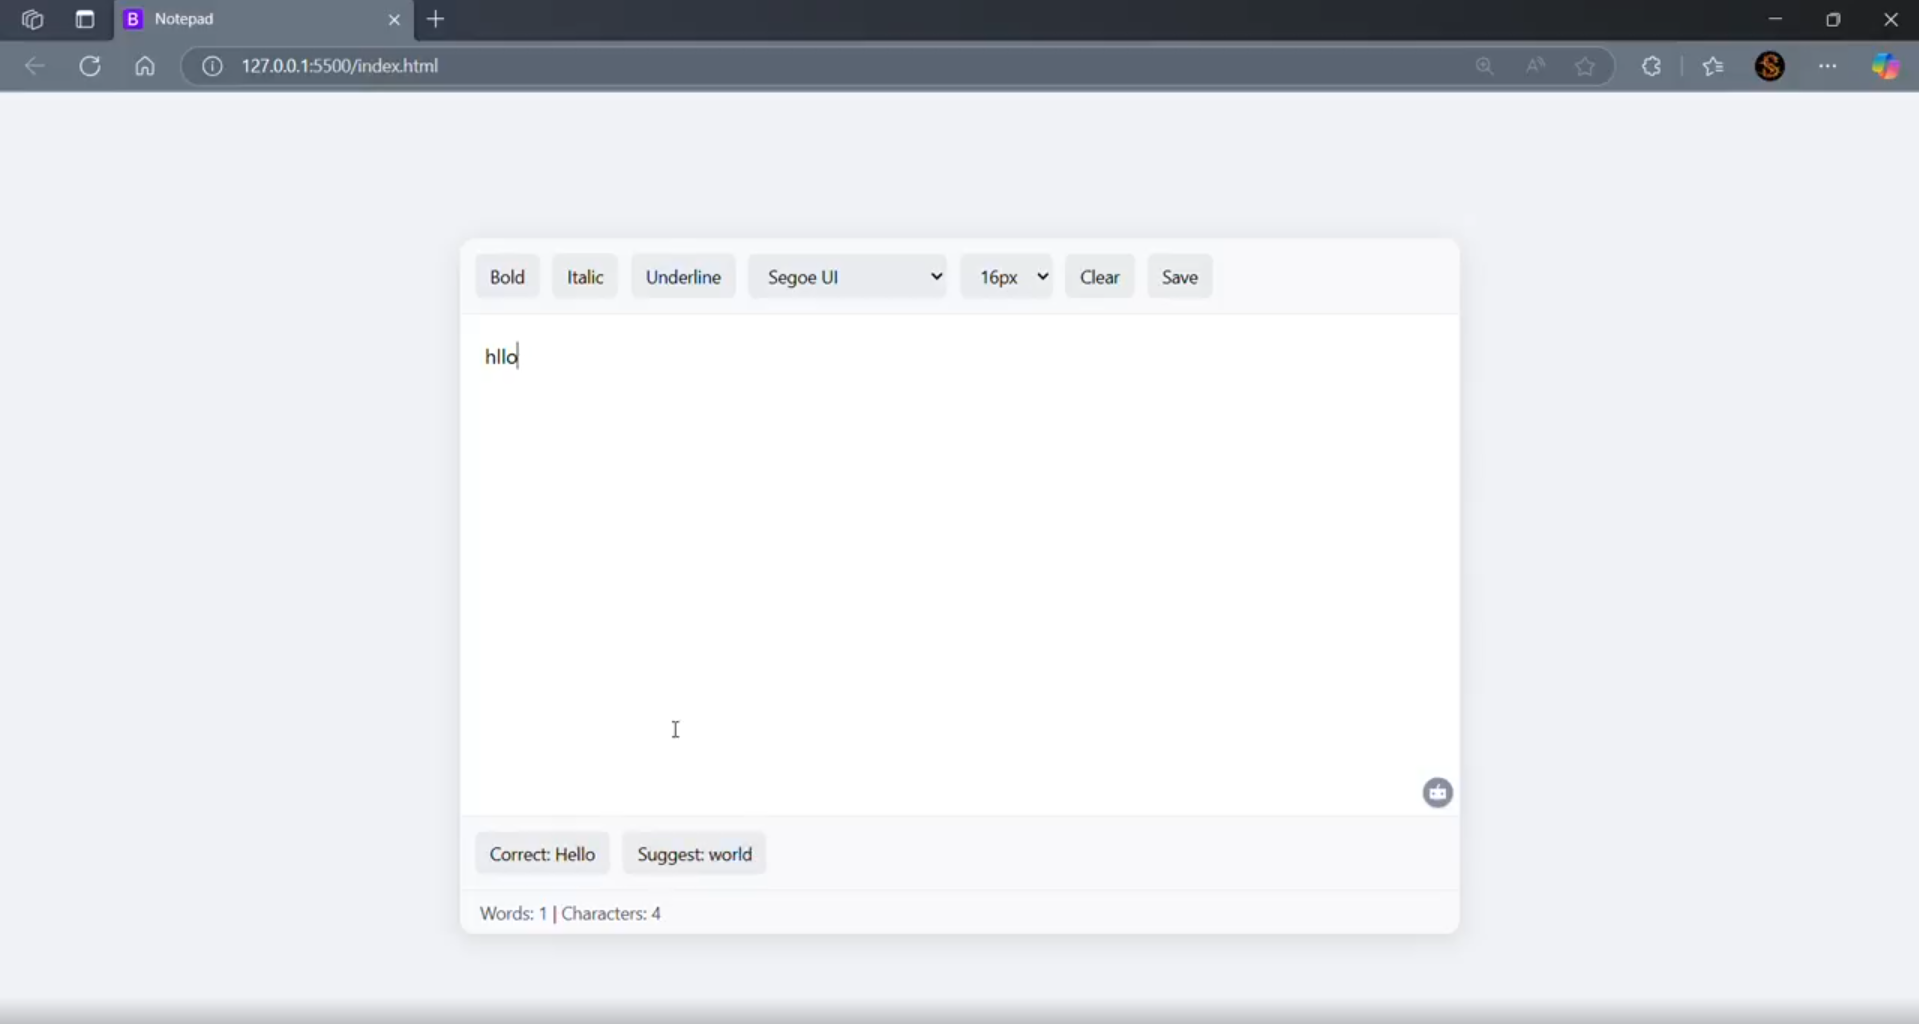 Notepad
127.0.0.1:5500/index.html
Bold Italic Underline Segoe UI 16px Clear Save
hllo
Correct: Hello Suggest: world
Words: 1 | Characters: 4